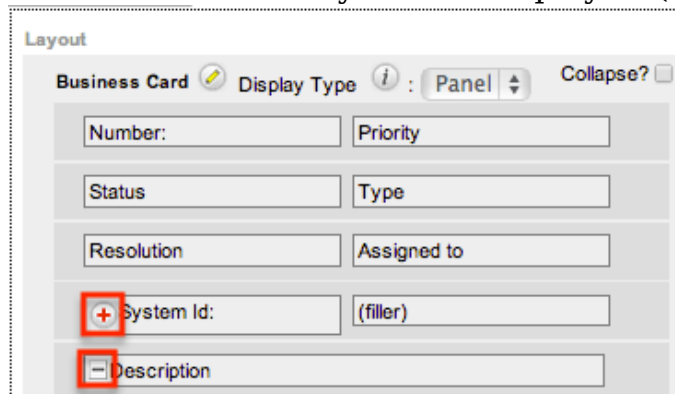 Layout
Business Card Display Type i : Panel Collapse?
Number: Priority
Status Type
Resolution Assigned to
System Id: (filler)
Description